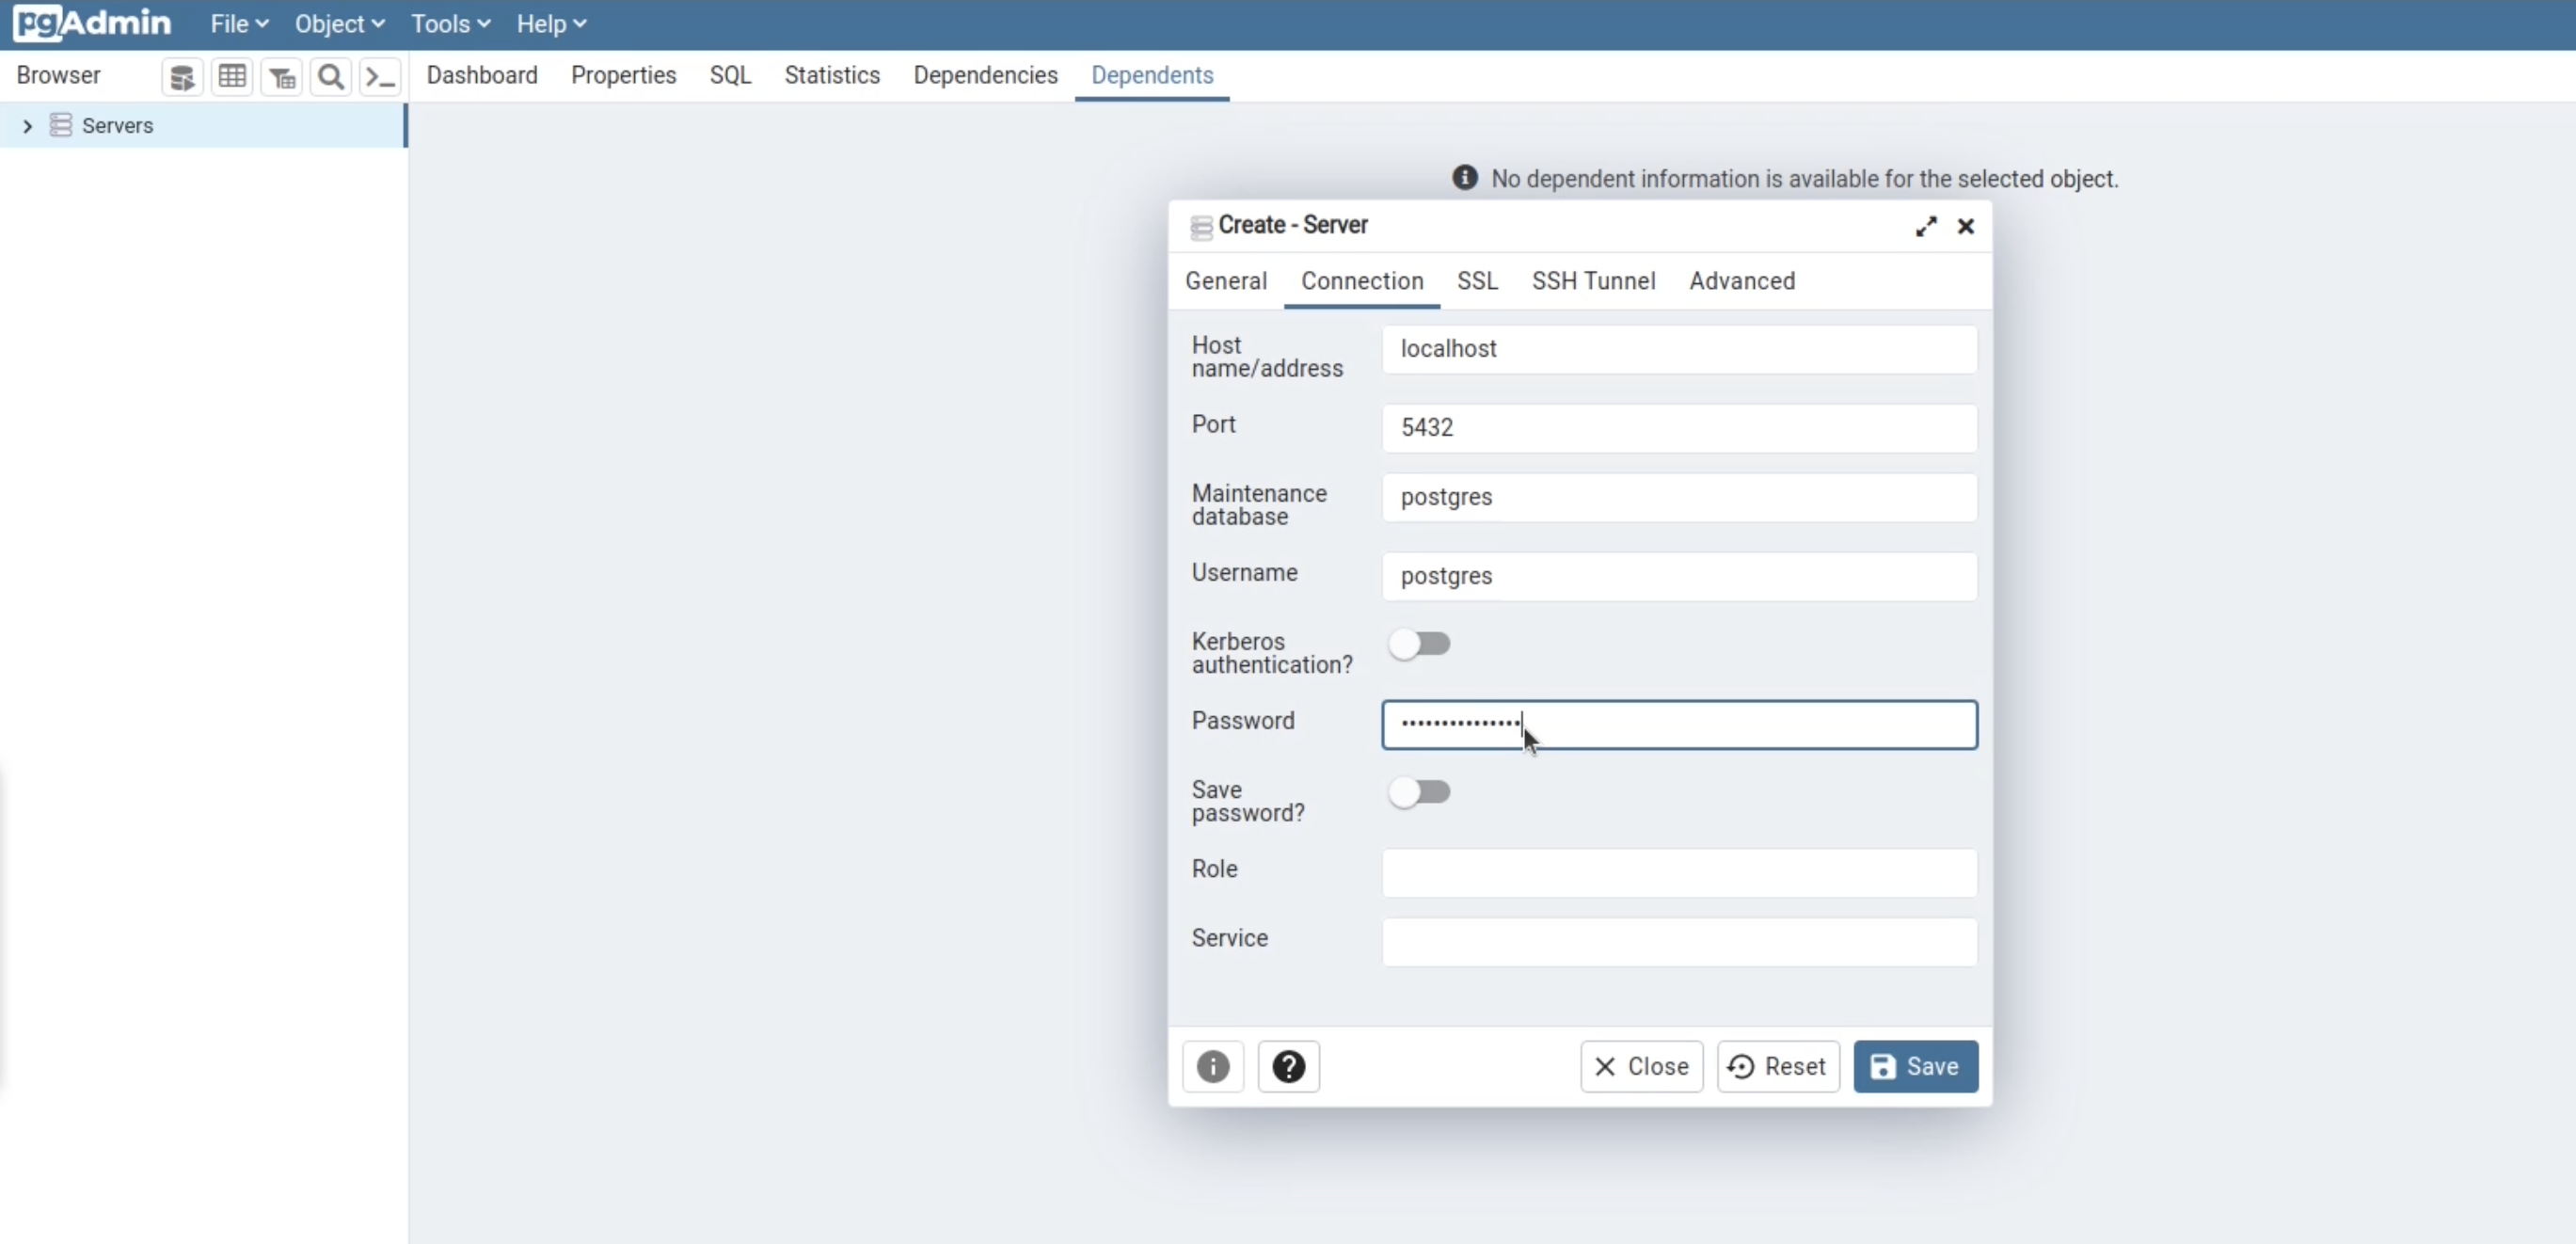 pgAdmin File Object Tools Help
Browser Dashboard Properties SQL Statistics Dependencies Dependents
Servers
No dependent information is available for the selected object.
Create - Server
General Connection SSL SSH Tunnel Advanced
Host
name/address
localhost
Port
5432
Maintenance
database
postgres
Username
postgres
Kerberos
authentication?
Password
Save
password?
Role
Service
Close Reset Save